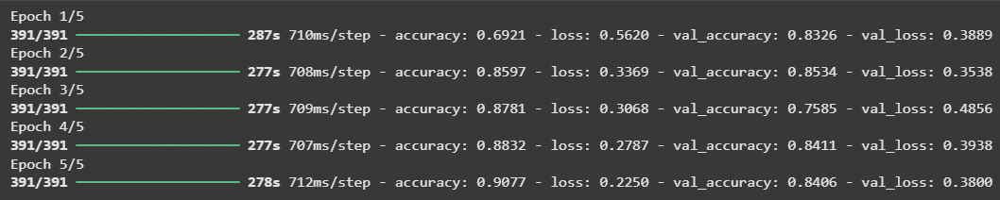 Epoch 1/5
391/391 ━━━━━━━━━━━━━━━━━━━━ 287s 710ms/step - accuracy: 0.6921 - loss: 0.5620 - val_accuracy: 0.8326 - val_loss: 0.3889
Epoch 2/5
391/391 ━━━━━━━━━━━━━━━━━━━━ 277s 708ms/step - accuracy: 0.8597 - loss: 0.3369 - val_accuracy: 0.8534 - val_loss: 0.3538
Epoch 3/5
391/391 ━━━━━━━━━━━━━━━━━━━━ 277s 709ms/step - accuracy: 0.8781 - loss: 0.3068 - val_accuracy: 0.7585 - val_loss: 0.4856
Epoch 4/5
391/391 ━━━━━━━━━━━━━━━━━━━━ 277s 707ms/step - accuracy: 0.8832 - loss: 0.2787 - val_accuracy: 0.8411 - val_loss: 0.3938
Epoch 5/5
391/391 ━━━━━━━━━━━━━━━━━━━━ 278s 712ms/step - accuracy: 0.9077 - loss: 0.2250 - val_accuracy: 0.8406 - val_loss: 0.3800